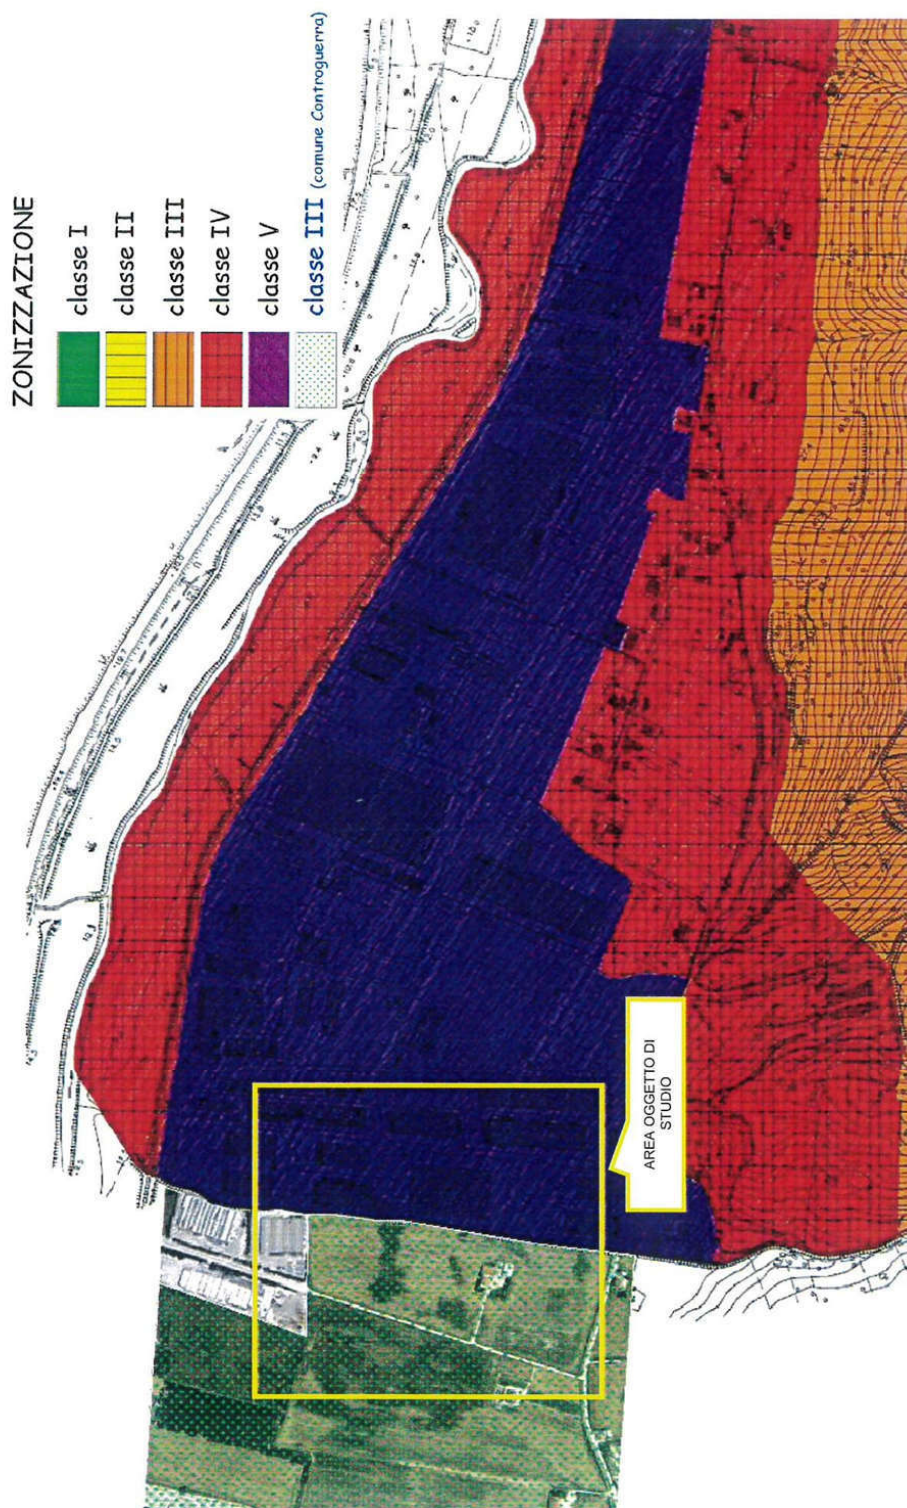 ZONIZZAZIONE
classe I
classe II
classe III
classe IV
classe V
classe III (comune Controguerra)
AREA OGGETTO DI
STUDIO